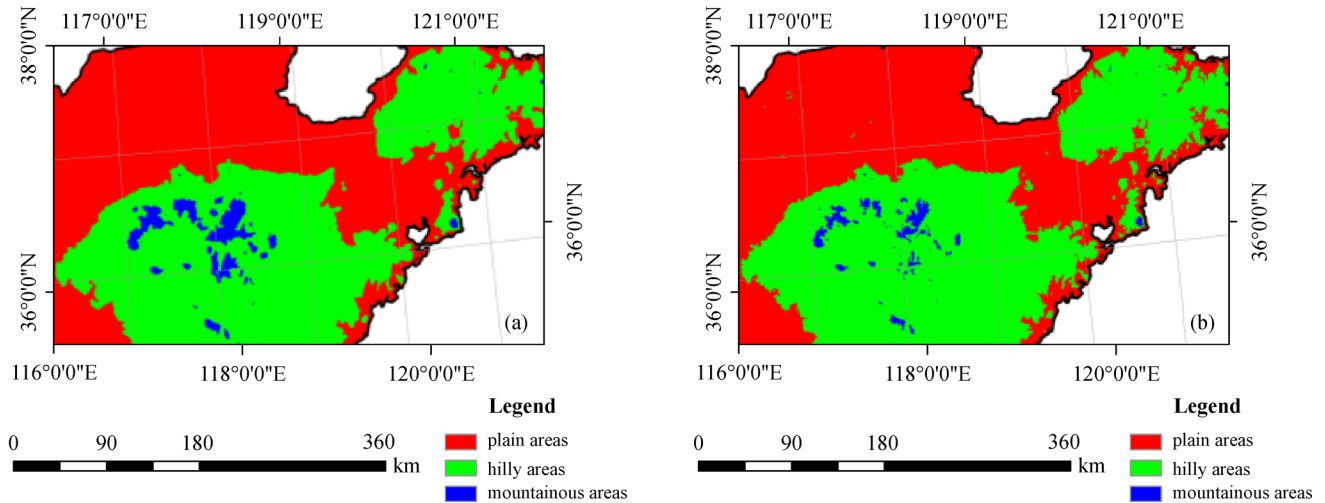 117°0'0"E 119°0'0"E 121°0'0"E
38°0'0"N
36°0'0"N
36°0'0"N
(a)
116°0'0"E 118°0'0"E 120°0'0"E
Legend
0 90 180 360
km
plain areas
hilly areas
mountainous areas
117°0'0"E 119°0'0"E 121°0'0"E
38°0'0"N
36°0'0"N
36°0'0"N
(b)
116°0'0"E 118°0'0"E 120°0'0"E
Legend
0 90 180 360
km
plain areas
hilly areas
mountainous areas